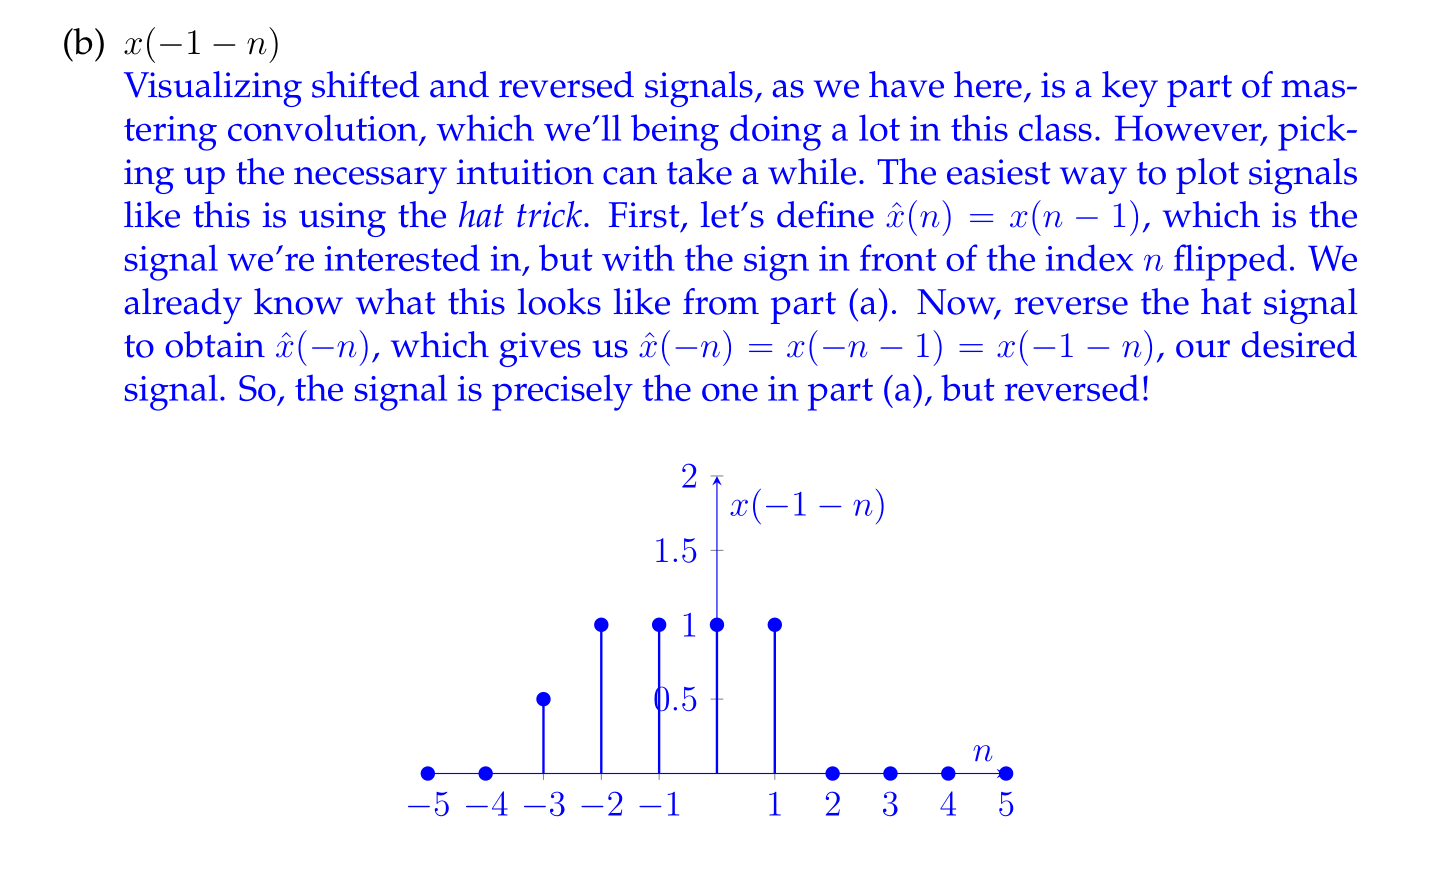 (b) x(−1 − n)
Visualizing shifted and reversed signals, as we have here, is a key part of mas-
tering convolution, which we'll being doing a lot in this class. However, pick-
ing up the necessary intuition can take a while. The easiest way to plot signals
like this is using the hat trick. First, let's define x̂(n) = x(n − 1), which is the
signal we're interested in, but with the sign in front of the index n flipped. We
already know what this looks like from part (a). Now, reverse the hat signal
to obtain x̂(−n), which gives us x̂(−n) = x(−n − 1) = x(−1 − n), our desired
signal. So, the signal is precisely the one in part (a), but reversed!
2
x(−1 − n)
1.5
1
0.5
n
−5 −4 −3 −2 −1 1 2 3 4 5